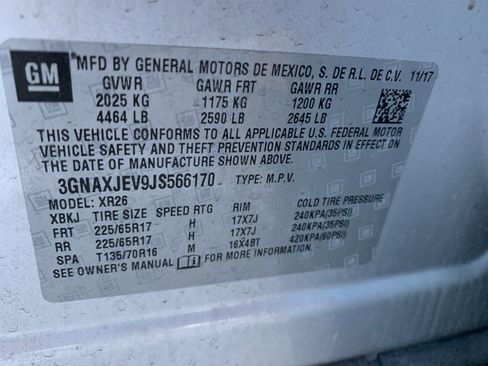 GM
MFD BY GENERAL MOTORS DE MEXICO, S. DE R.L. DE C.V. 11/17
GVWR GAWR FRT GAWR RR
2025 KG 1175 KG 1200 KG
4464 LB 2590 LB 2645 LB
THIS VEHICLE CONFORMS TO ALL APPLICABLE U.S. FEDERAL MOTOR
VEHICLE SAFETY AND THEFT PREVENTION STANDARDS IN EFFECT ON
THE DATE OF MANUFACTURE SHOWN ABOVE.
3GNAXJEV9JS566170 TYPE: M.P.V.
MODEL: XR26
XBKJ TIRE SIZE SPEED RTG RIM COLD TIRE PRESSURE
FRT 225/65R17 H 17X7J 240KPA(35PSI)
RR 225/65R17 H 17X7J 240KPA(35PSI)
SPA T135/70R16 M 16X4BT 420KPA(60PSI)
SEE OWNER'S MANUAL FOR MORE INFORMATION.